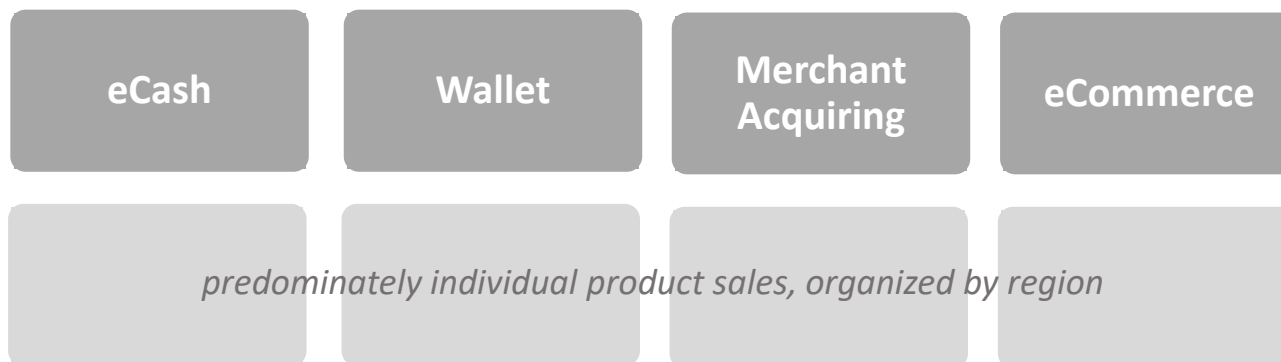 eCash
Wallet
Merchant
Acquiring
eCommerce
predominately individual product sales, organized by region